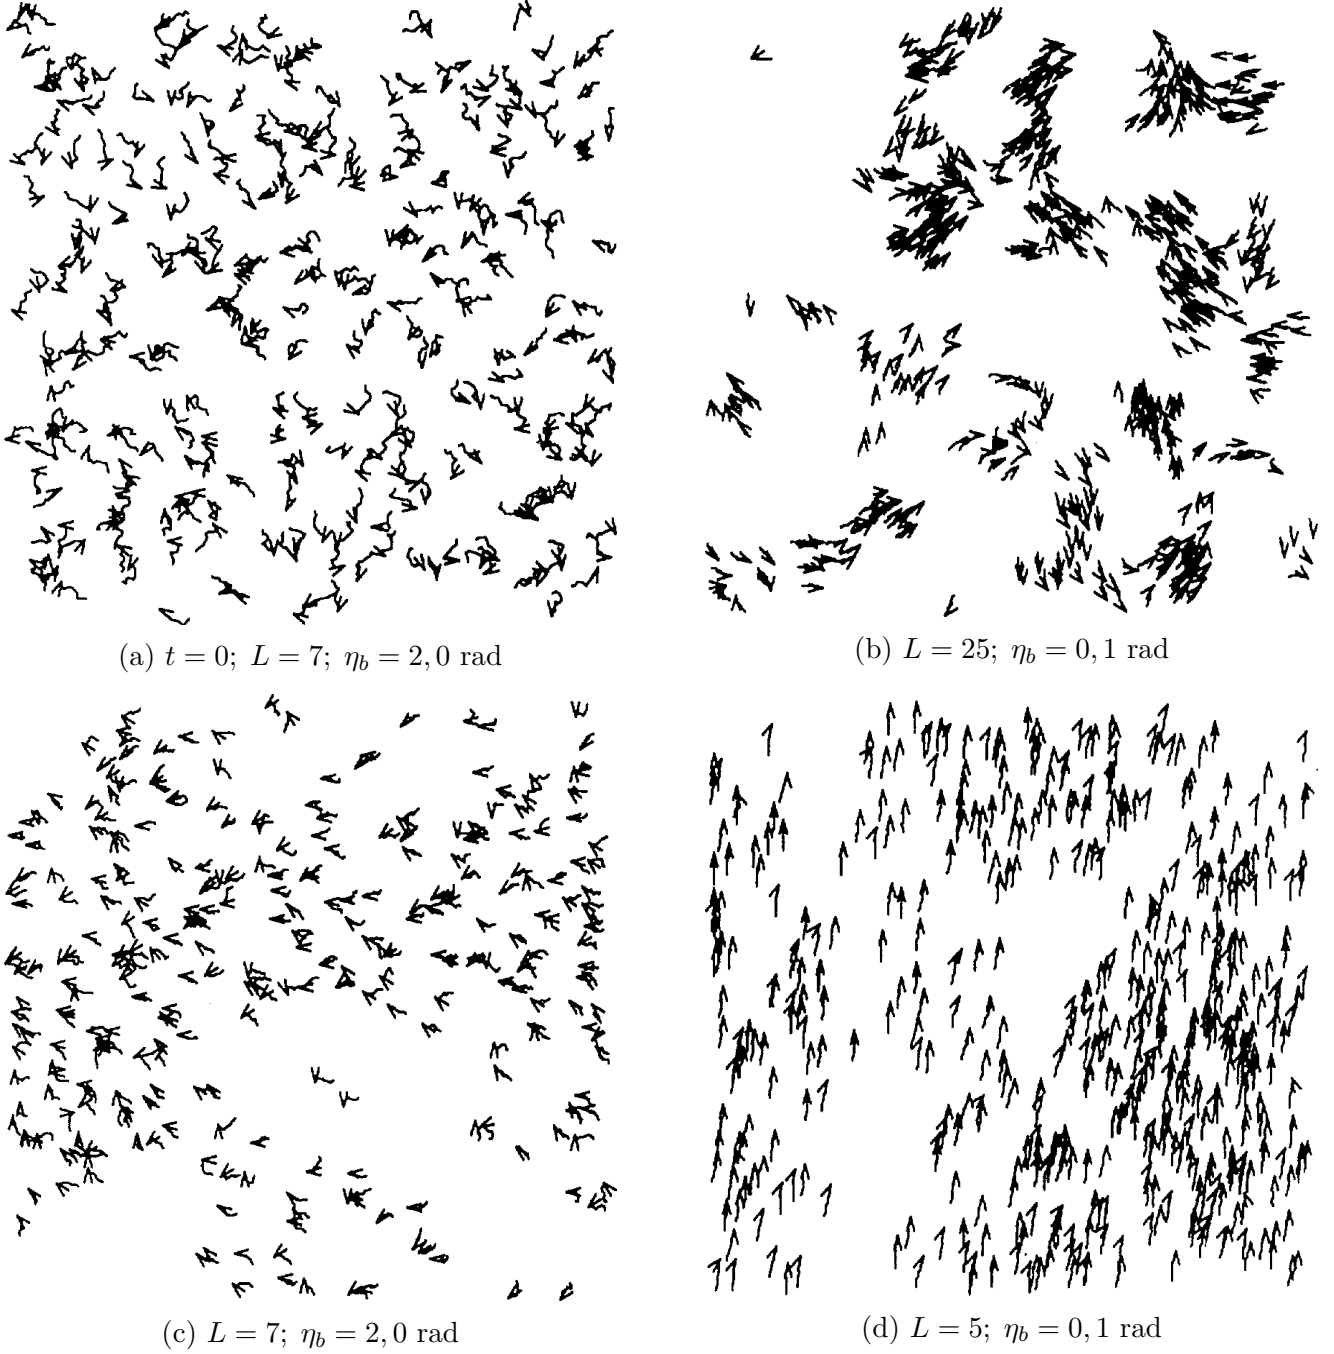 (a) t = 0; L = 7; η_b = 2,0 rad
(b) L = 25; η_b = 0,1 rad
(c) L = 7; η_b = 2,0 rad
(d) L = 5; η_b = 0,1 rad